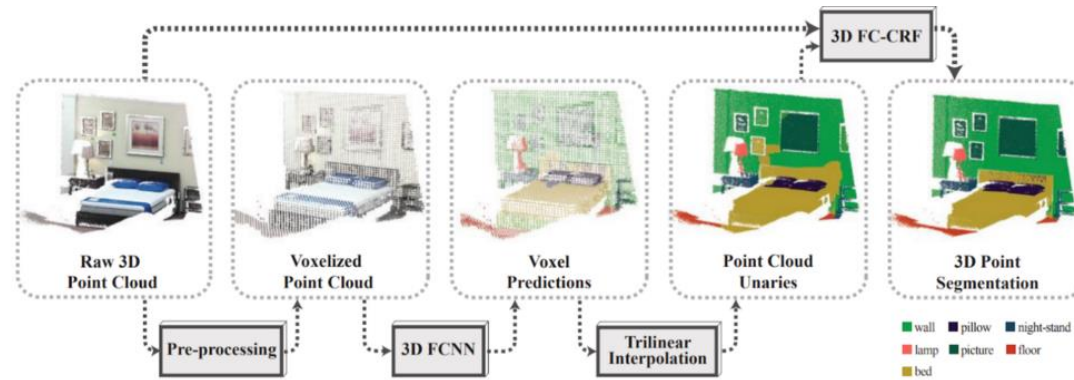 3D FC-CRF
Raw 3D
Point Cloud
Voxelized
Point Cloud
Voxel
Predictions
Point Cloud
Unaries
3D Point
Segmentation
Pre-processing
3D FCNN
Trilinear
Interpolation
wall pillow night-stand
lamp picture floor
bed